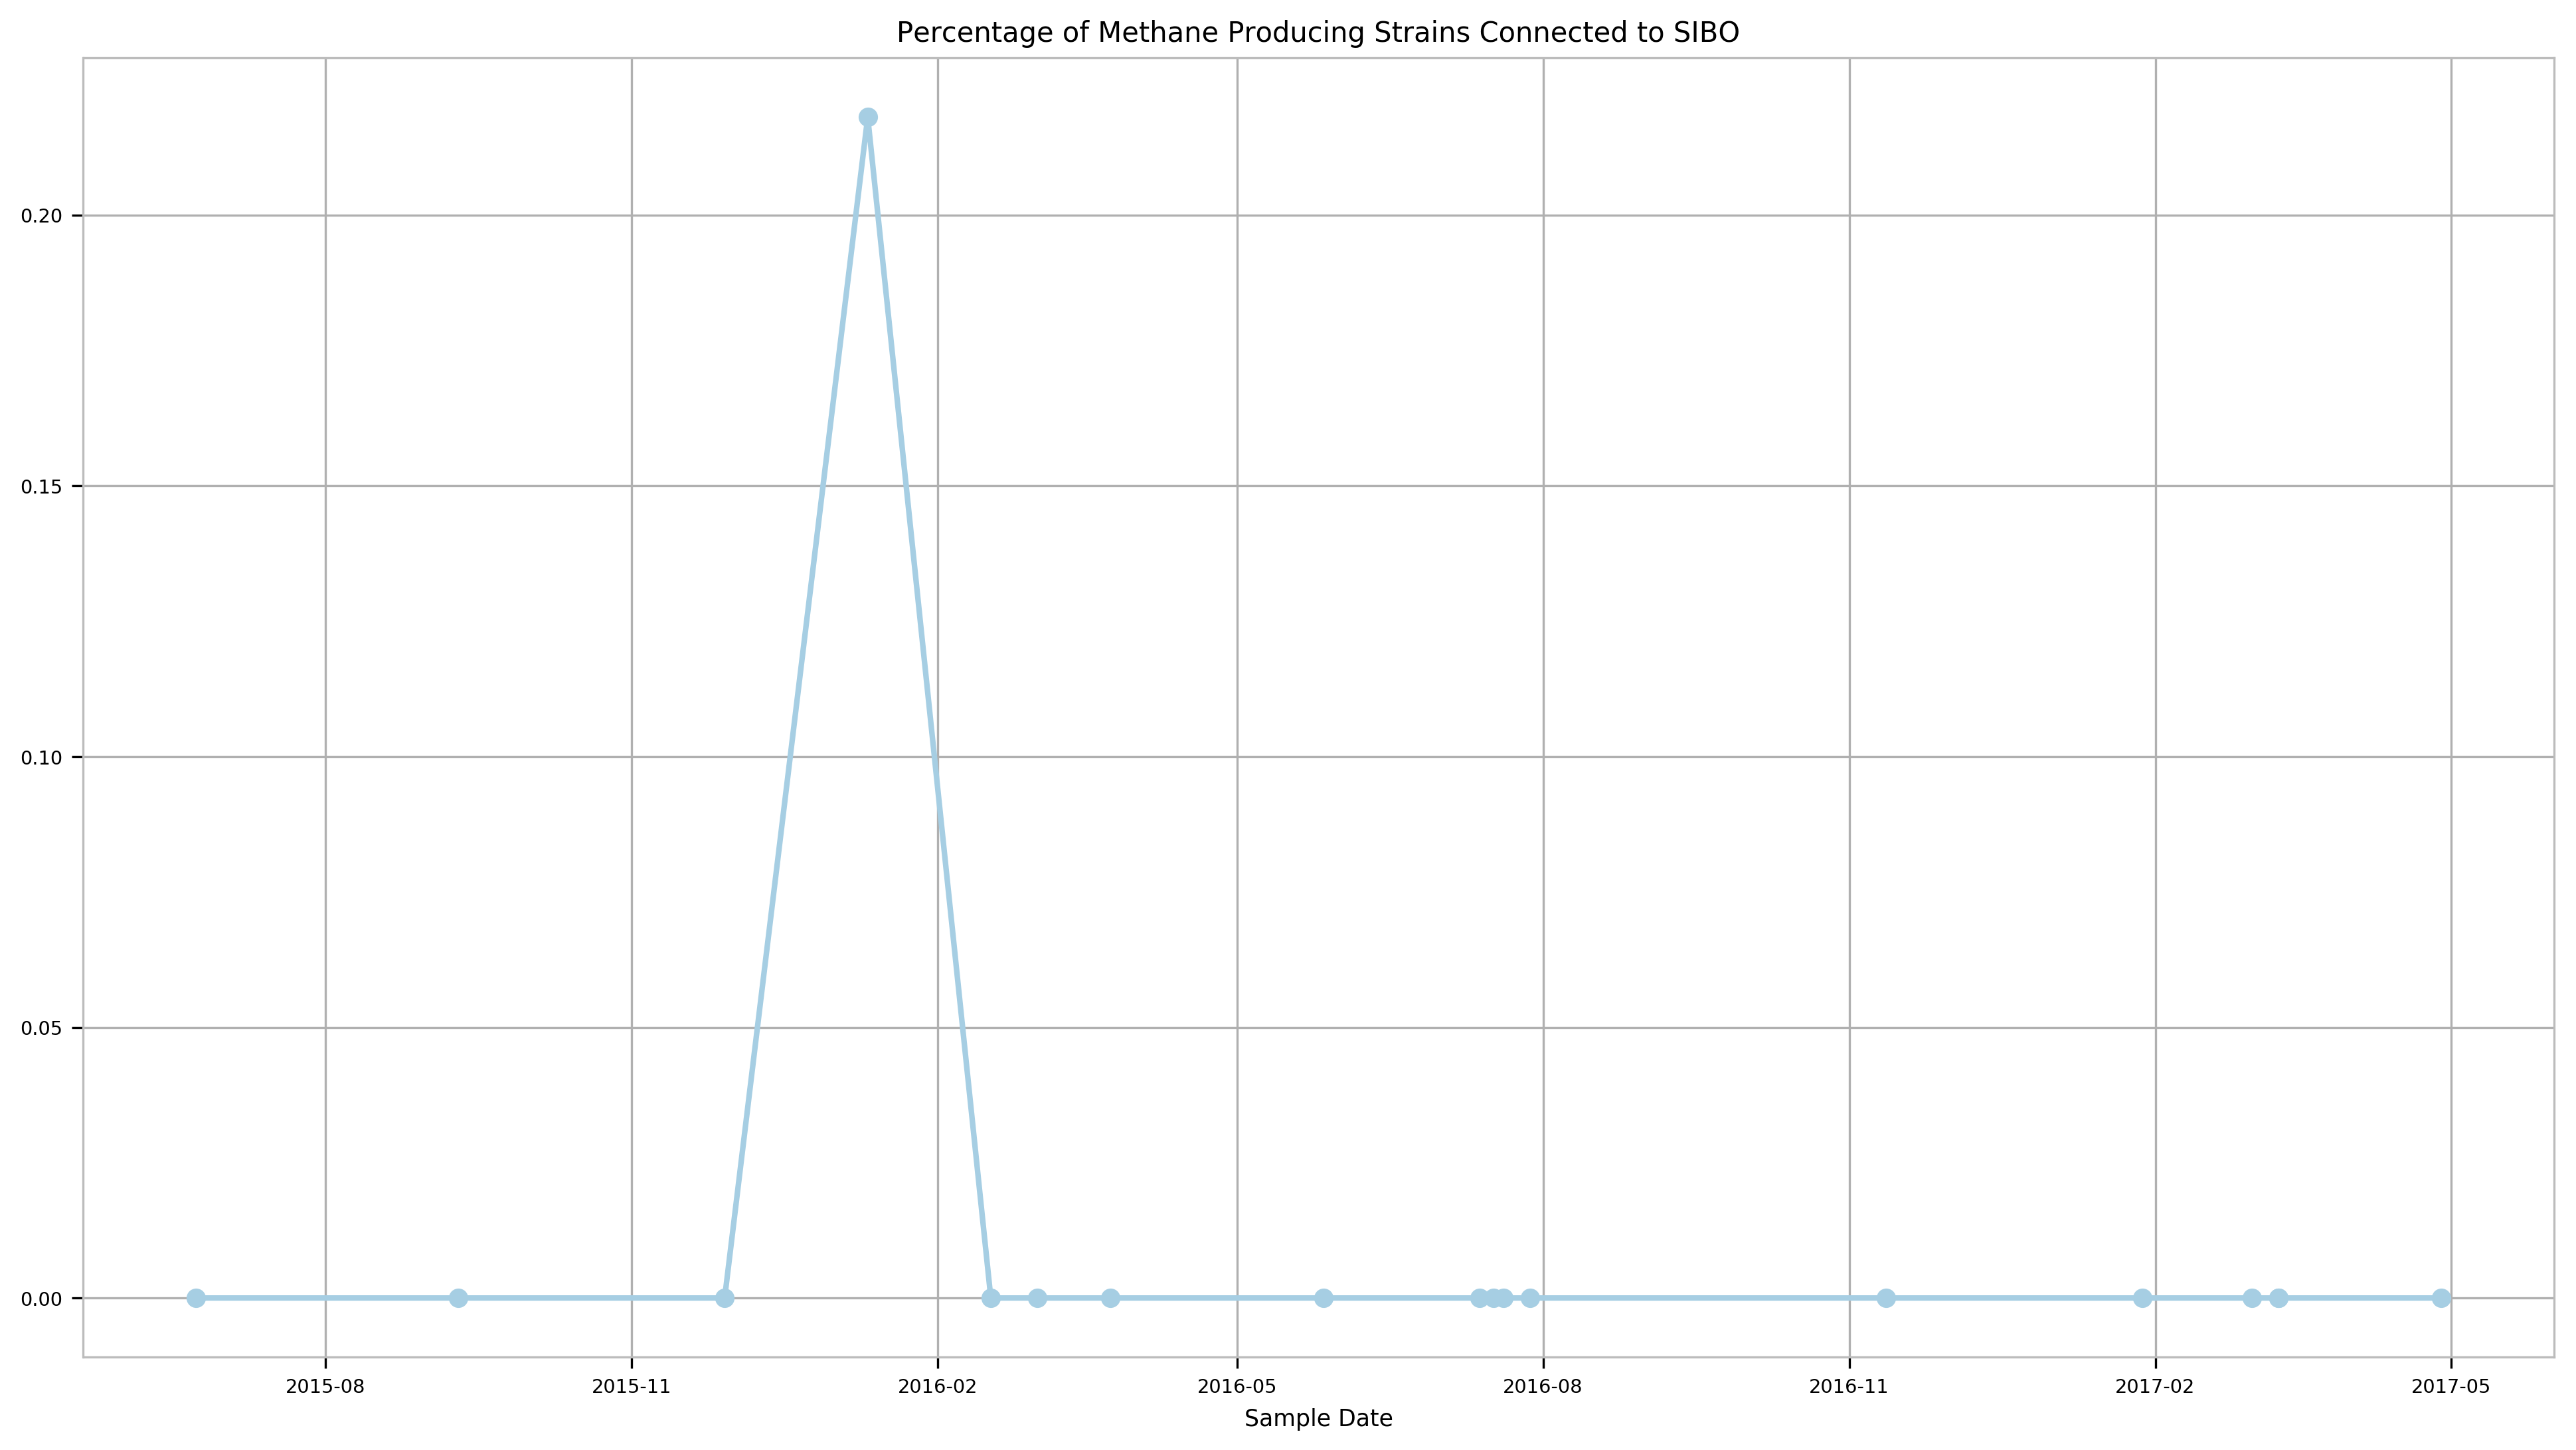 Percentage of Methane Producing Strains Connected to SIBO
0.20
0.15
0.10
0.05
0.00
2015-08 2015-11 2016-02 2016-05 2016-08 2016-11 2017-02 2017-05
Sample Date